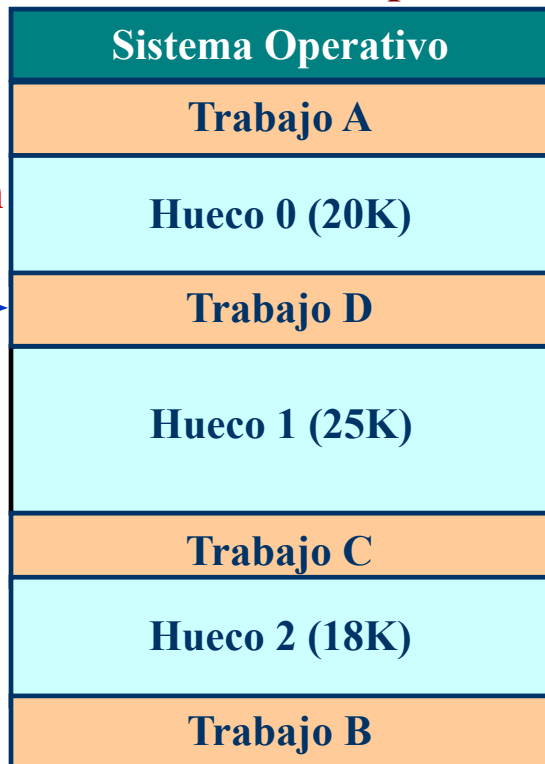 Sistema Operativo
Trabajo A
Hueco 0 (20K)
Trabajo D
Hueco 1 (25K)
Trabajo C
Hueco 2 (18K)
Trabajo B